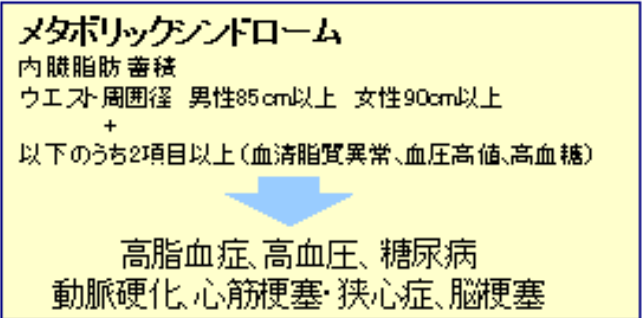 メタボリックシンドローム
内臓脂肪蓄積
ウエスト周囲径 男性85cm以上 女性90cm以上
+
以下のうち2項目以上(血清脂質異常、血圧高値、高血糖)
高脂血症、高血圧、糖尿病
動脈硬化、心筋梗塞・狭心症、脳梗塞